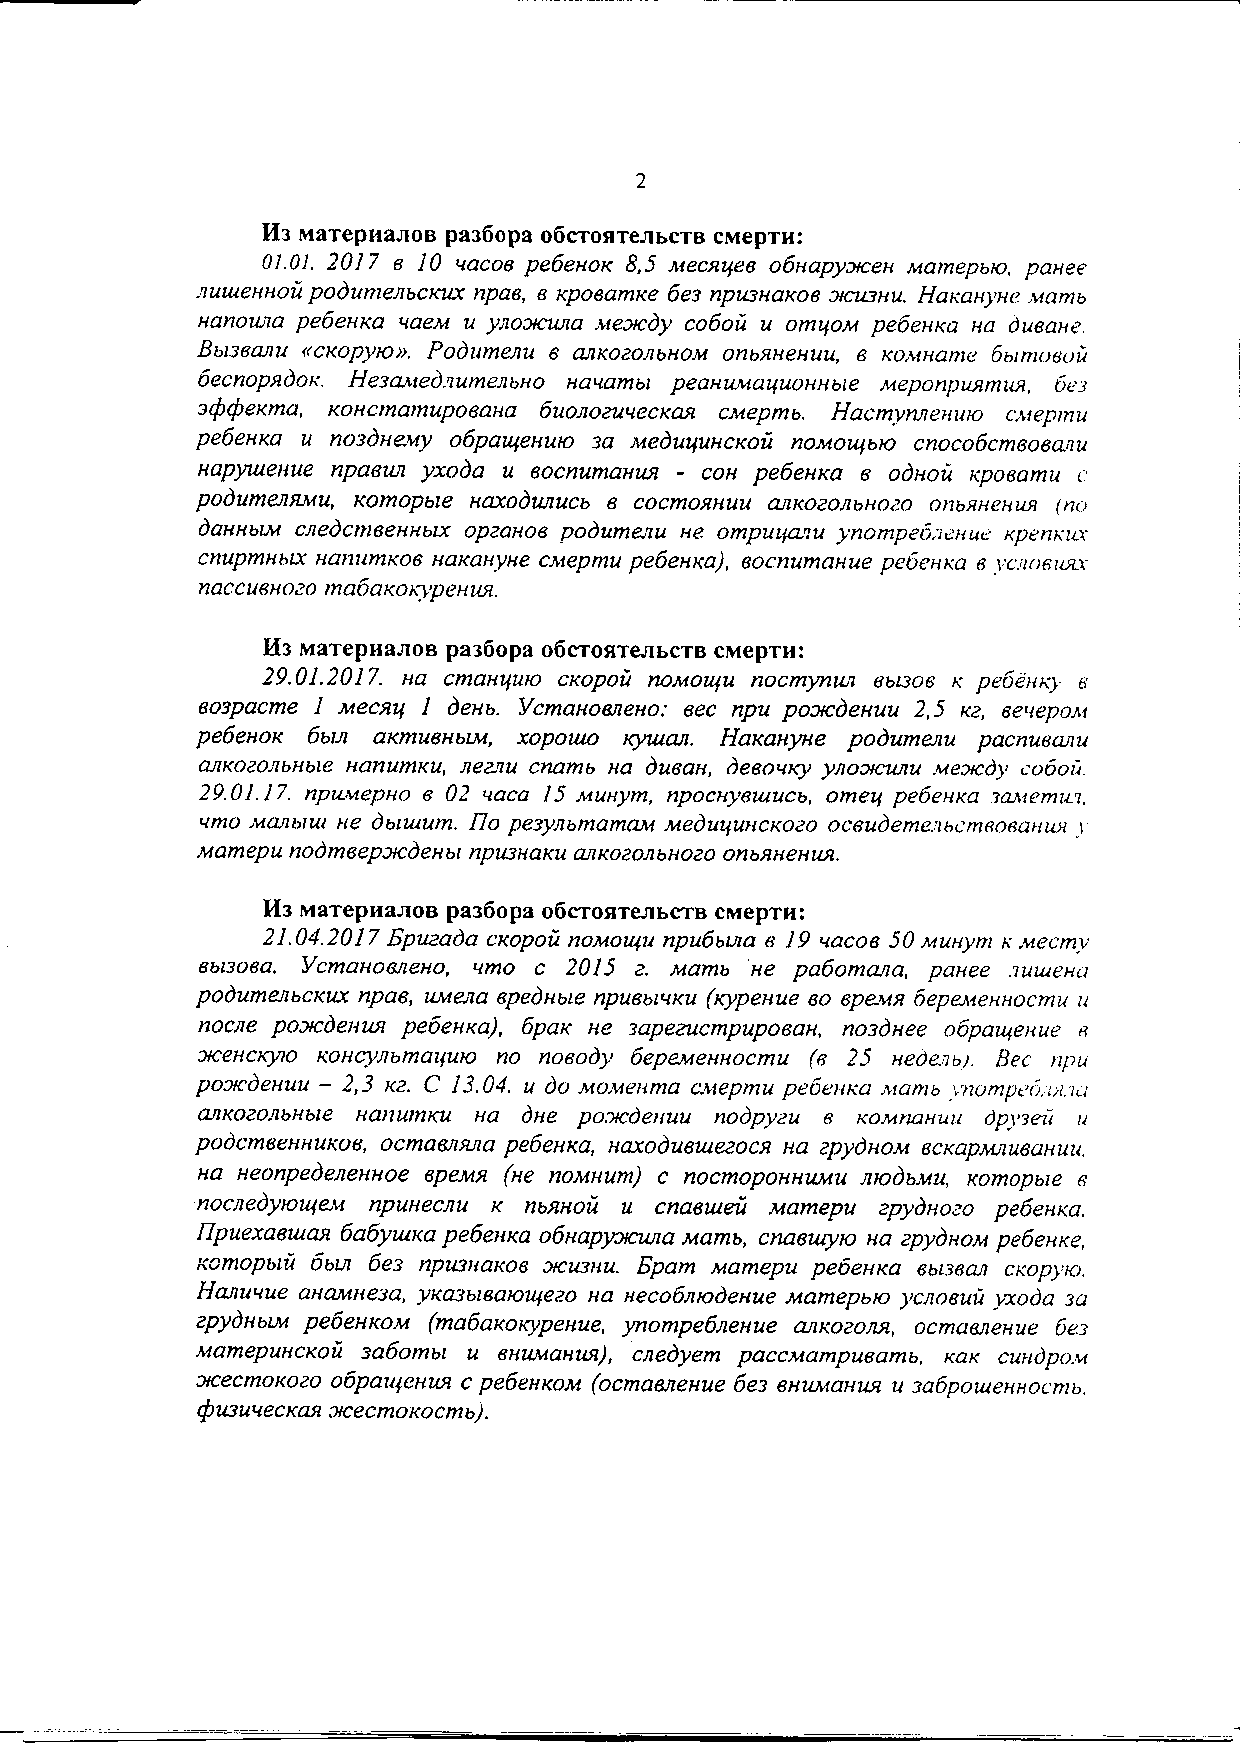 2
Из материалов разбора обстоятельств смерти:
01.01. 2017 в 10 часов ребенок 8,5 месяцев обнаружен матерью, ранее
лишенной родительских прав, в кроватке без признаков жизни. Накануне мать
напоила ребенка чаем и уложила между собой и отцом ребенка на диване.
Вызвали «скорую». Родители в алкогольном опьянении, в комнате бытовой
беспорядок. Незамедлительно начаты реанимационные мероприятия, без
эффекта, констатирована биологическая смерть. Наступлению смерти
ребенка и позднему обращению за медицинской помощью способствовали
нарушение правил ухода и воспитания - сон ребенка в одной кровати с
родителями, которые находились в состоянии алкогольного опьянения (по
данным следственных органов родители не отрицали употребление крепких
спиртных напитков накануне смерти ребенка), воспитание ребенка в условиях
пассивного табакокурения.
Из материалов разбора обстоятельств смерти:
29.01.2017. на станцию скорой помощи поступил вызов к ребёнку в
возрасте 1 месяц 1 день. Установлено: вес при рождении 2,5 кг, вечером
ребенок был активным, хорошо кушал. Накануне родители распивали
алкогольные напитки, легли спать на диван, девочку уложили между собой.
29.01.17. примерно в 02 часа 15 минут, проснувшись, отец ребенка заметил,
что малыш не дышит. По результатам медицинского освидетельствования у
матери подтверждены признаки алкогольного опьянения.
Из материалов разбора обстоятельств смерти:
21.04.2017 Бригада скорой помощи прибыла в 19 часов 50 минут к месту
вызова. Установлено, что с 2015 г. мать не работала, ранее лишена
родительских прав, имела вредные привычки (курение во время беременности и
после рождения ребенка), брак не зарегистрирован, позднее обращение в
женскую консультацию по поводу беременности (в 25 недель). Вес при
рождении – 2,3 кг. С 13.04. и до момента смерти ребенка мать употребляла
алкогольные напитки на дне рождении подруги в компании друзей и
родственников, оставляла ребенка, находившегося на грудном вскармливании,
на неопределенное время (не помнит) с посторонними людьми, которые в
последующем принесли к пьяной и спавшей матери грудного ребенка.
Приехавшая бабушка ребенка обнаружила мать, спавшую на грудном ребенке,
который был без признаков жизни. Брат матери ребенка вызвал скорую.
Наличие анамнеза, указывающего на несоблюдение матерью условий ухода за
грудным ребенком (табакокурение, употребление алкоголя, оставление без
материнской заботы и внимания), следует рассматривать, как синдром
жестокого обращения с ребенком (оставление без внимания и заброшенность,
физическая жестокость).